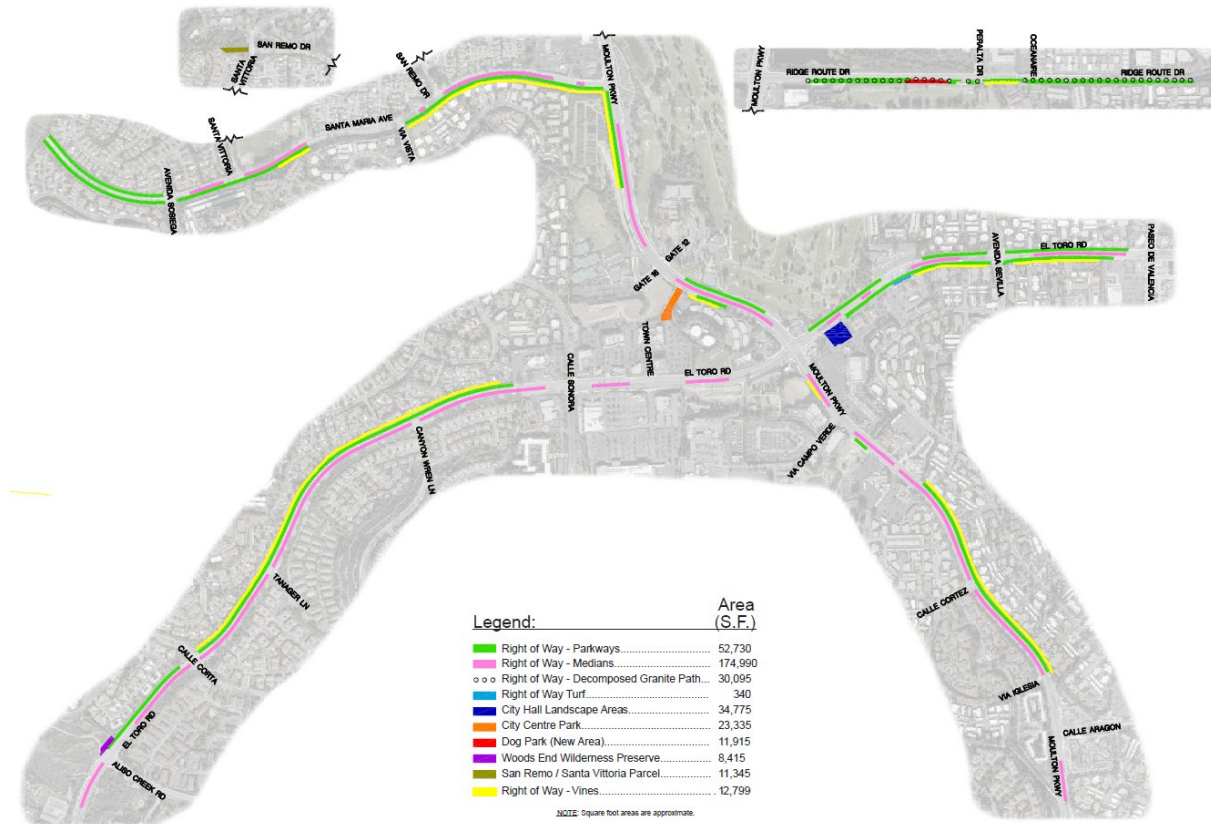 SAN REMO DR
SANTA
VITTORIA
SAN REMO DR
MOULTON PKWY
PERALTA DR
OCEANAIRE
RIDGE ROUTE DR
RIDGE ROUTE DR
MOULTON PKWY
SANTA MARIA AVE
SANTA VITTORIA
VIA VISTA
AVENIDA SOSIEGA
GATE 12
GATE 16
AVENIDA SEVILLA
EL TORO RD
PASEO DE VALENCIA
TOWN CENTRE
CALLE SONORA
EL TORO RD
MOULTON PKWY
CANYON WREN LN
VIA CAMPO VERDE
TANAGER LN
CALLE CORTEZ
CALLE CORTA
VIA IGLESIA
EL TORO RD
CALLE ARAGON
ALISO CREEK RD
MOULTON PKWY
Legend: Area (S.F.)
Right of Way - Parkways............................. 52,730
Right of Way - Medians.............................. 174,990
Right of Way - Decomposed Granite Path... 30,095
Right of Way Turf....................................... 340
City Hall Landscape Areas.......................... 34,775
City Centre Park......................................... 23,335
Dog Park (New Area).................................. 11,915
Woods End Wilderness Preserve................ 8,415
San Remo / Santa Vittoria Parcel................ 11,345
Right of Way - Vines................................... 12,799
NOTE: Square foot areas are approximate.